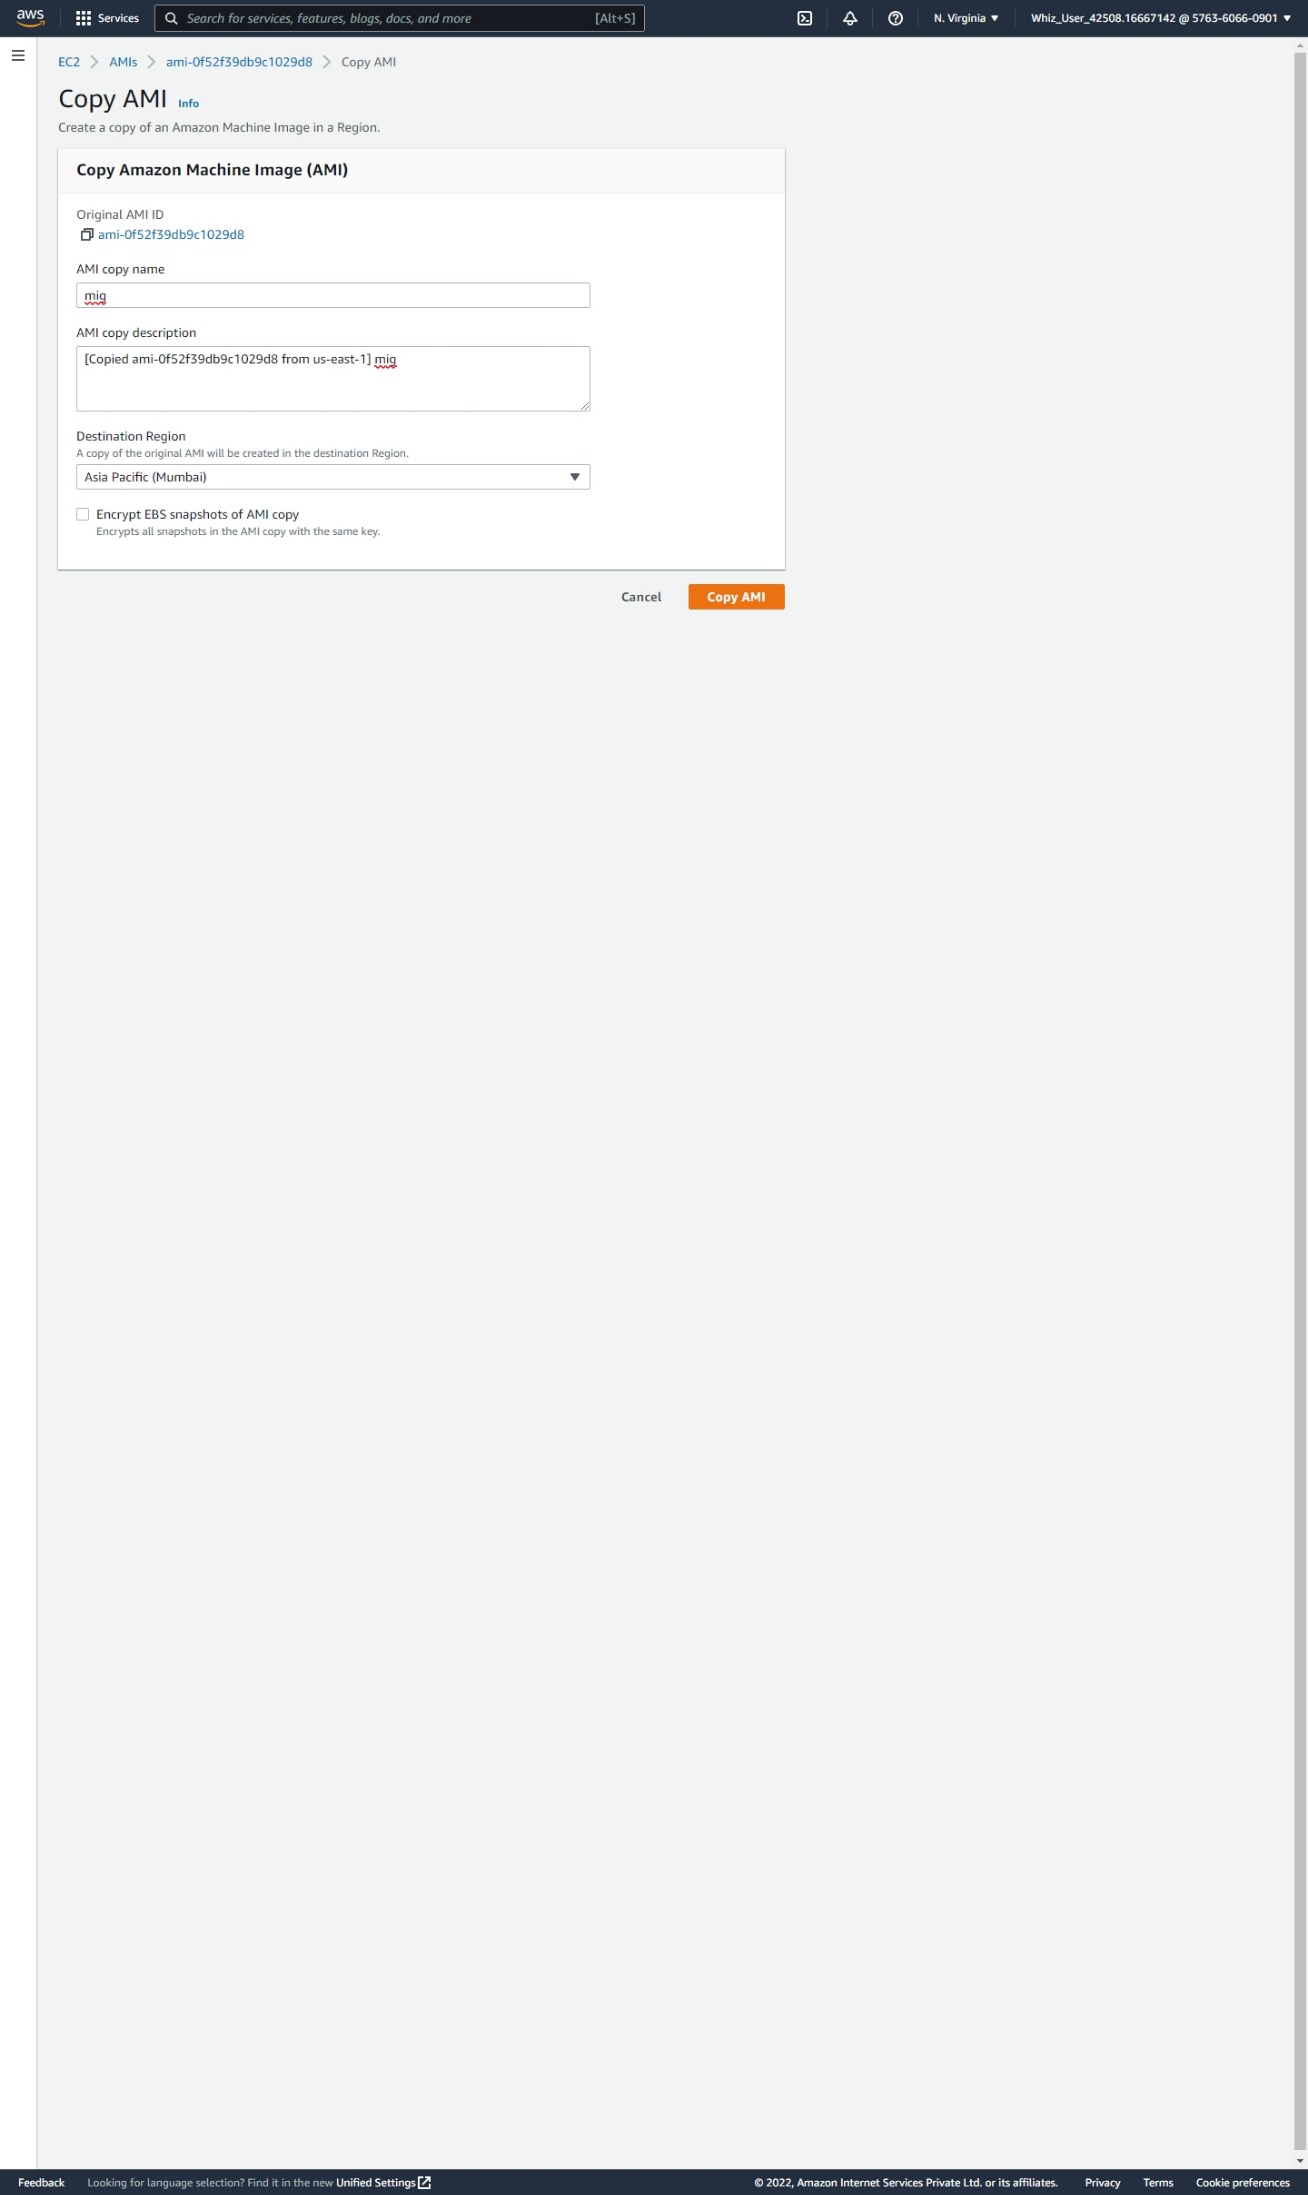 aws
Services
Search for services, features, blogs, docs, and more
[Alt+S]
N. Virginia
Whiz_User_42508.16667142 @ 5763-6066-0901
EC2 > AMIs > ami-0f52f39db9c1029d8 > Copy AMI
Copy AMI Info
Create a copy of an Amazon Machine Image in a Region.
Copy Amazon Machine Image (AMI)
Original AMI ID
ami-0f52f39db9c1029d8
AMI copy name
mig
AMI copy description
[Copied ami-0f52f39db9c1029d8 from us-east-1] mig
Destination Region
A copy of the original AMI will be created in the destination Region.
Asia Pacific (Mumbai)
Encrypt EBS snapshots of AMI copy
Encrypts all snapshots in the AMI copy with the same key.
Cancel
Copy AMI
Feedback
Looking for language selection? Find it in the new Unified Settings
© 2022, Amazon Internet Services Private Ltd. or its affiliates.
Privacy
Terms
Cookie preferences